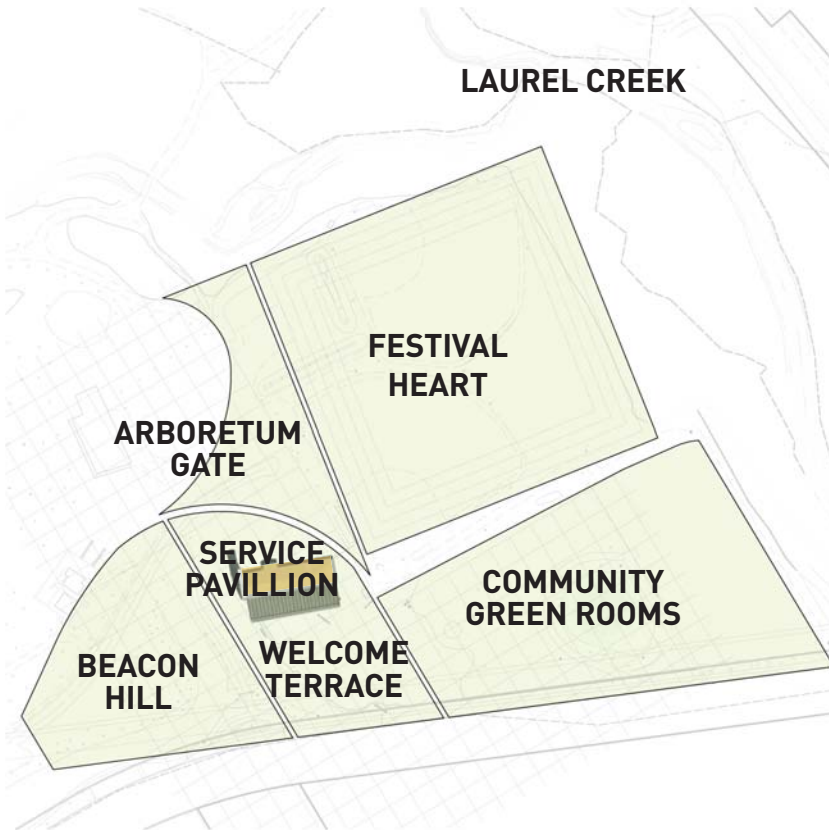 LAUREL CREEK
FESTIVAL
HEART
ARBORETUM
GATE
SERVICE
PAVILLION
COMMUNITY
GREEN ROOMS
WELCOME
TERRACE
BEACON
HILL